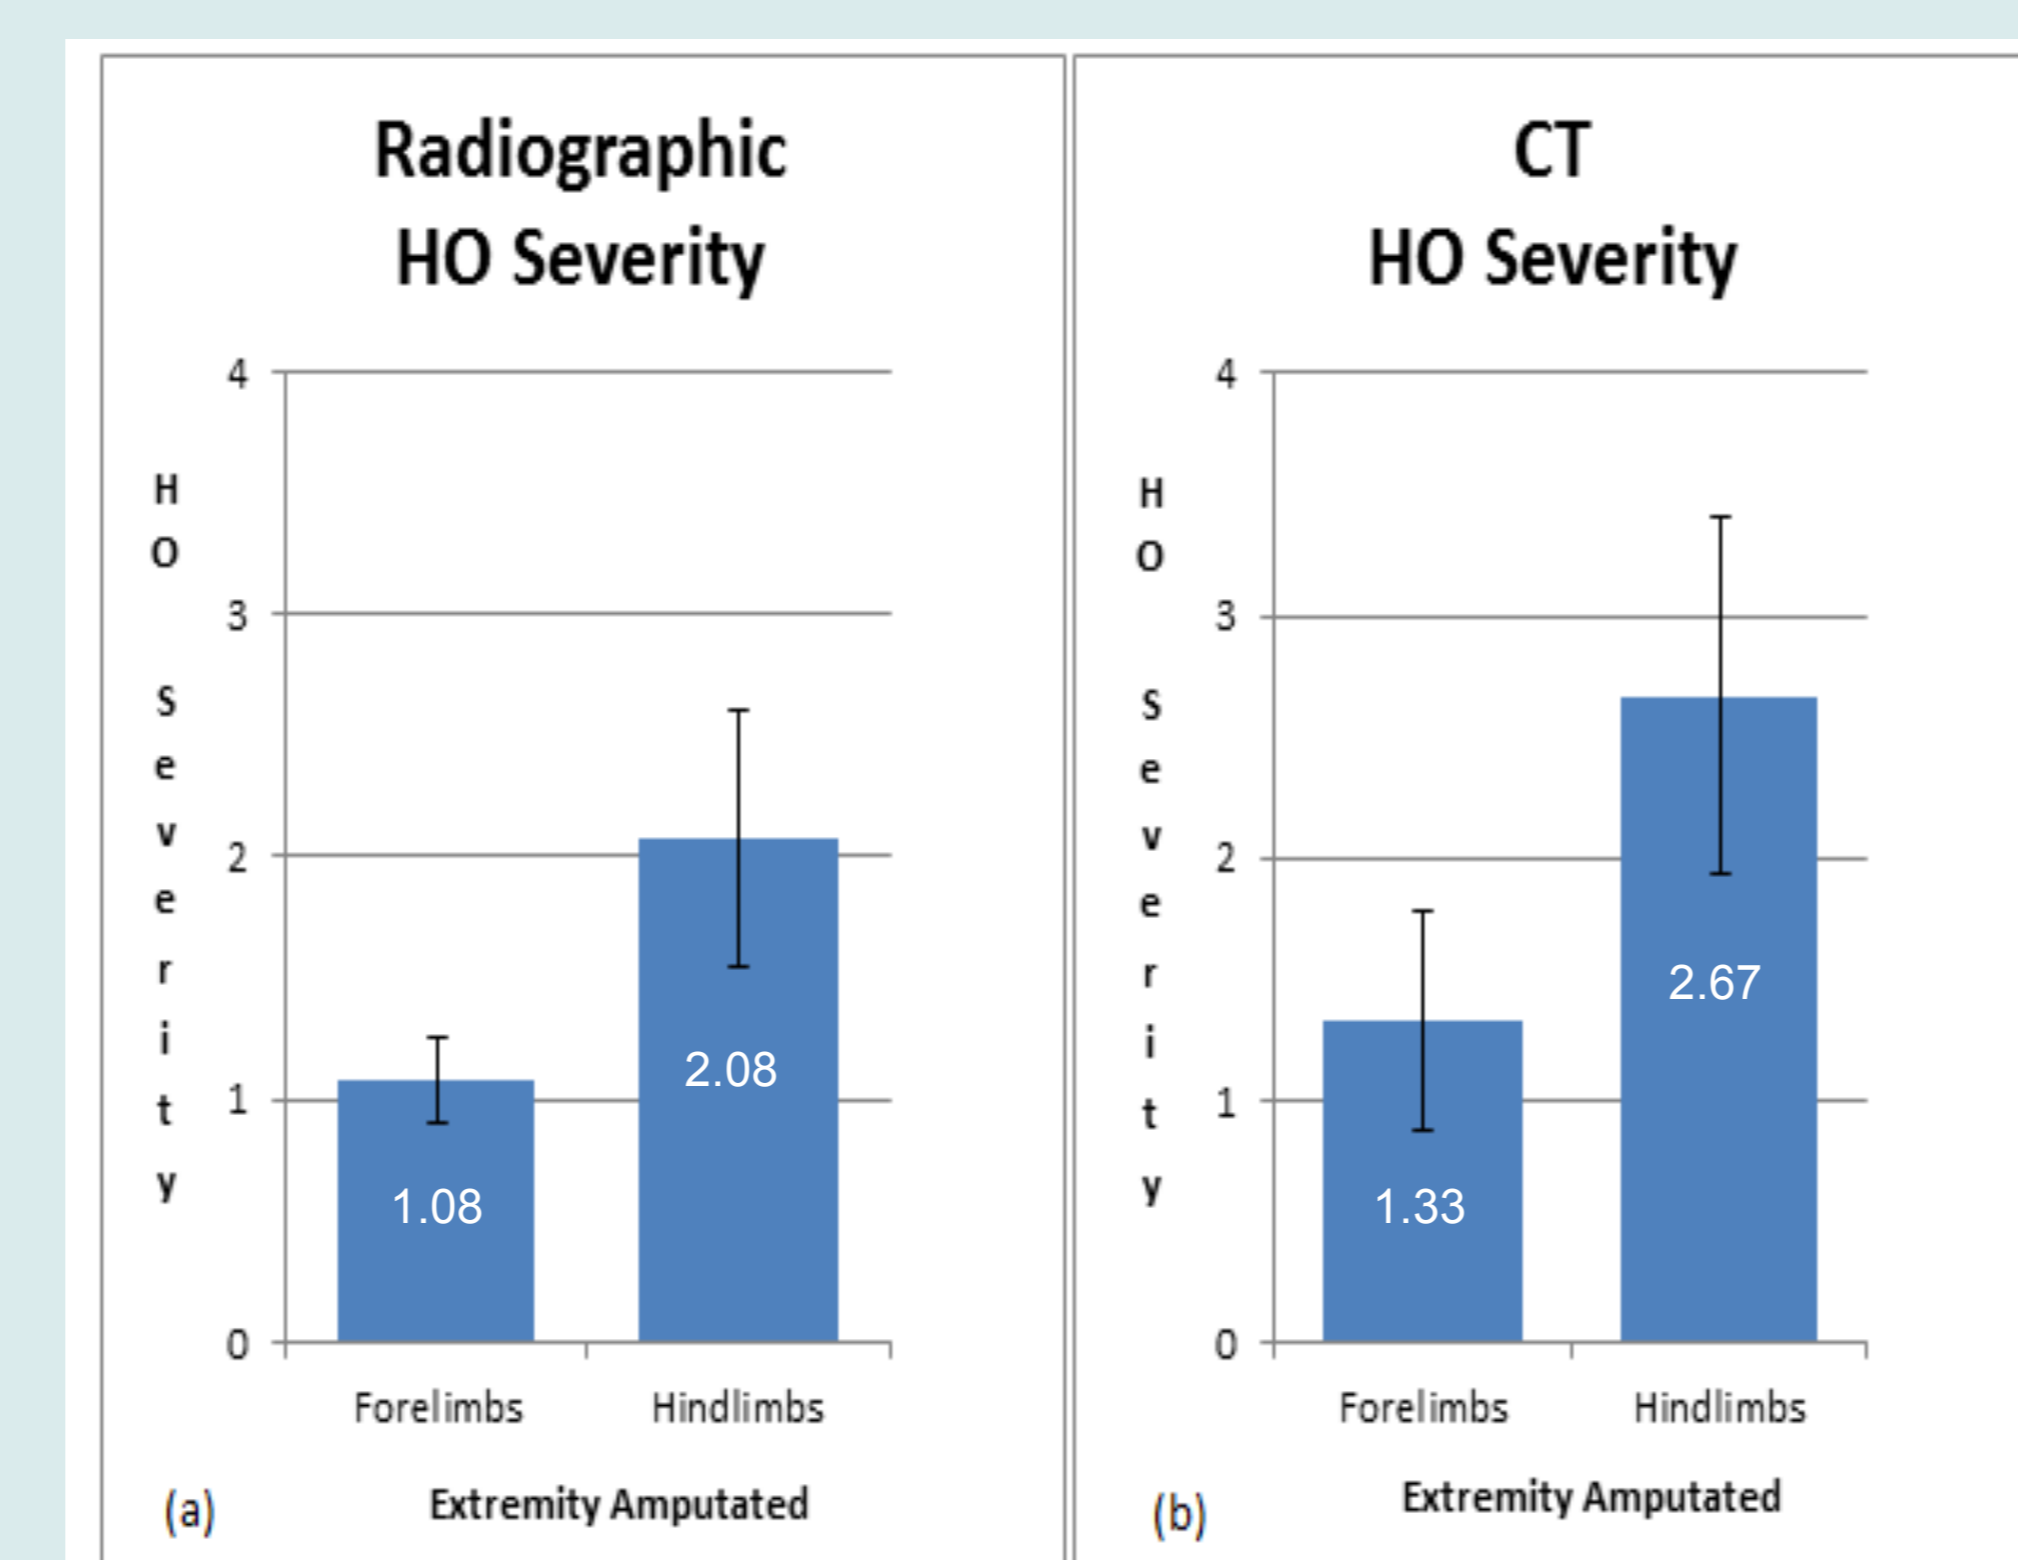 Radiographic
HO Severity
4
3
2
1
0
HO Severity
1.08
2.08
Forelimbs
Hindlimbs
Extremity Amputated
(a)
CT
HO Severity
4
3
2
1
0
HO Severity
1.33
2.67
Forelimbs
Hindlimbs
Extremity Amputated
(b)